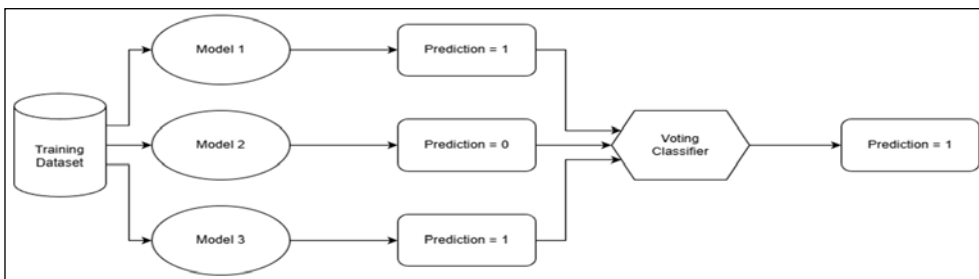 Model 1
Prediction = 1
Training
Dataset
Model 2
Prediction = 0
Voting
Classifier
Prediction = 1
Model 3
Prediction = 1